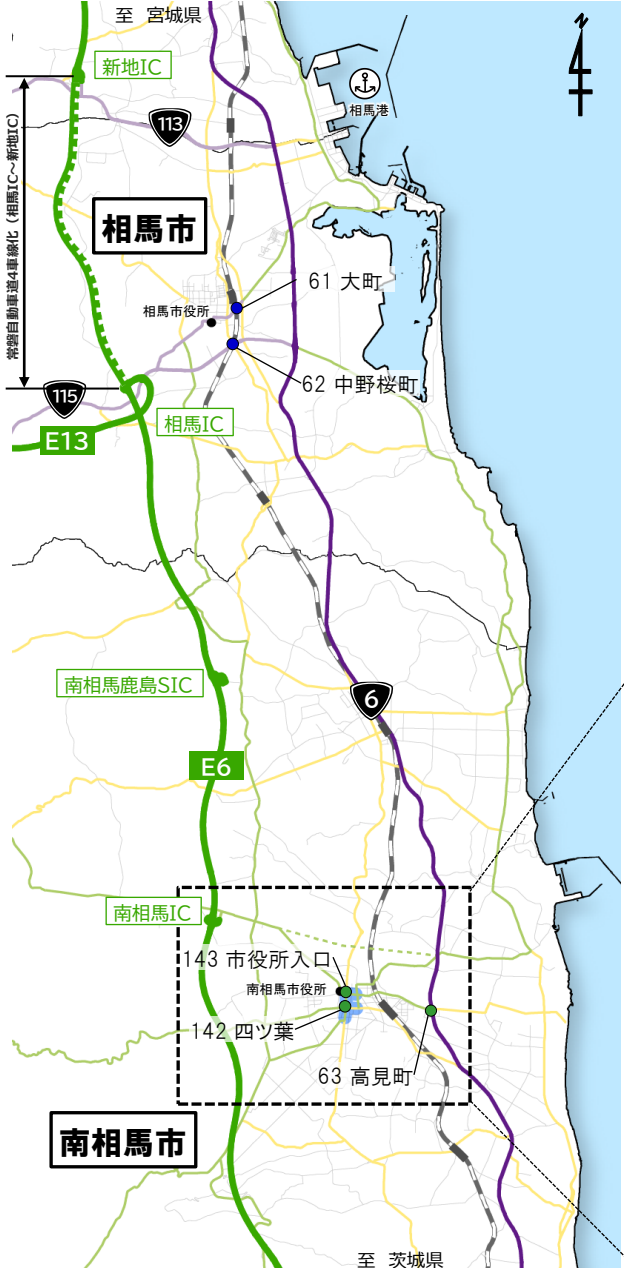 至 宮城県
N
新地IC
相馬港
113
常磐自動車道4車線化 (相馬IC～新地IC)
相馬市
61 大町
相馬市役所
62 中野桜町
115
相馬IC
E13
南相馬鹿島SIC
6
E6
南相馬IC
143 市役所入口
南相馬市役所
142 四ツ葉
63 高見町
南相馬市
至 茨城県